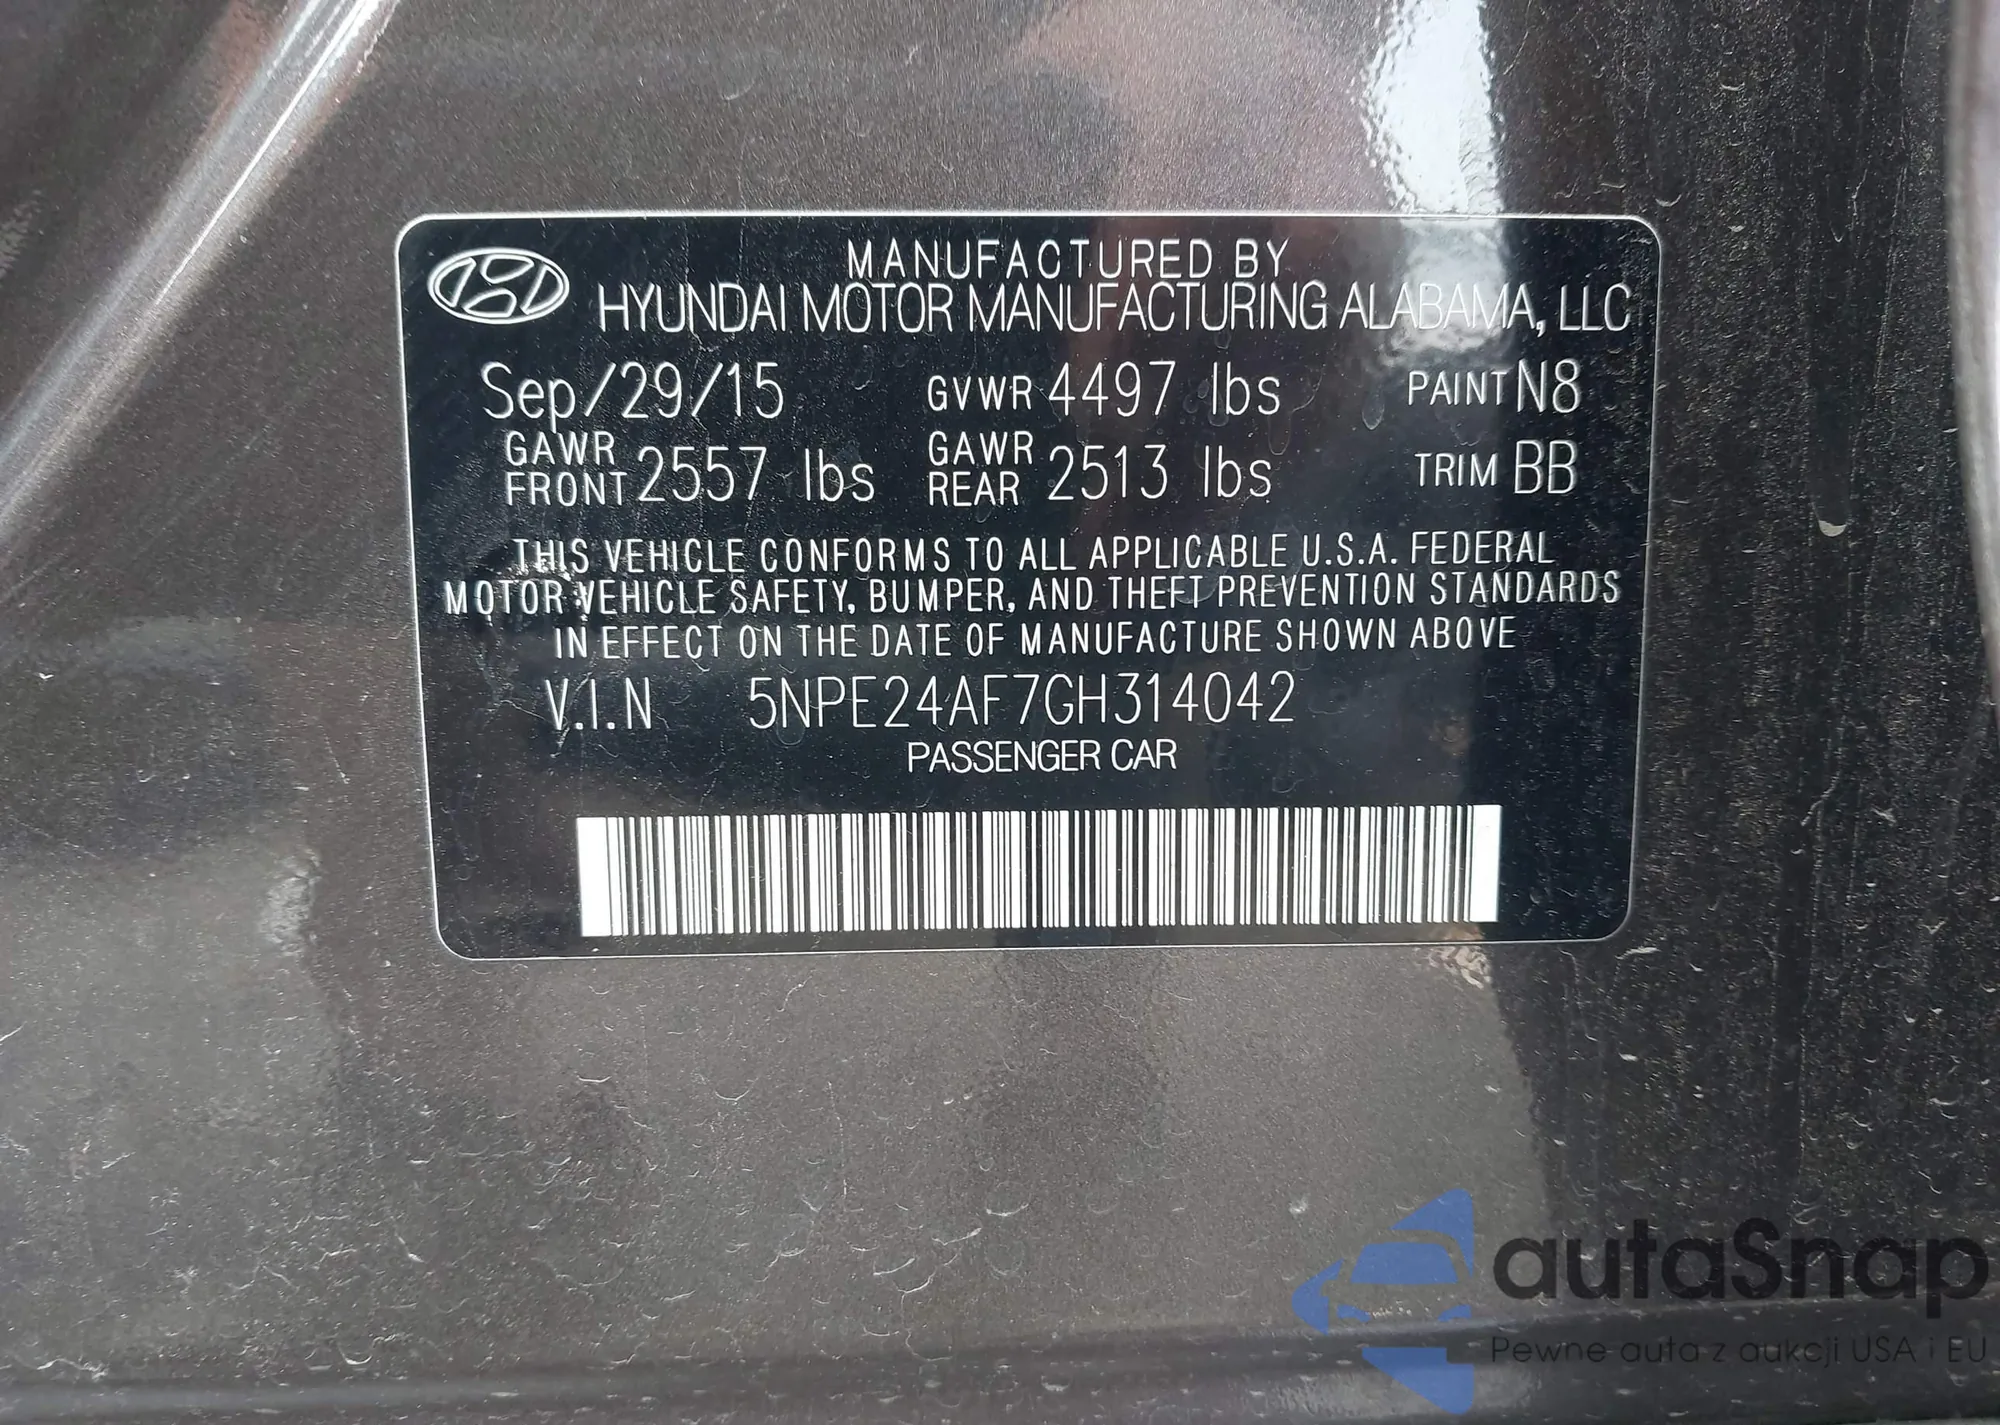 MANUFACTURED BY
HYUNDAI MOTOR MANUFACTURING ALABAMA, LLC
Sep/29/15 GVWR 4497 lbs PAINT N8
GAWR FRONT 2557 lbs GAWR REAR 2513 lbs TRIM BB
THIS VEHICLE CONFORMS TO ALL APPLICABLE U.S.A. FEDERAL
MOTOR VEHICLE SAFETY, BUMPER, AND THEFT PREVENTION STANDARDS
IN EFFECT ON THE DATE OF MANUFACTURE SHOWN ABOVE
V.I.N 5NPE24AF7GH314042
PASSENGER CAR
autaSnap
Pewne auta z aukcji USA i EU